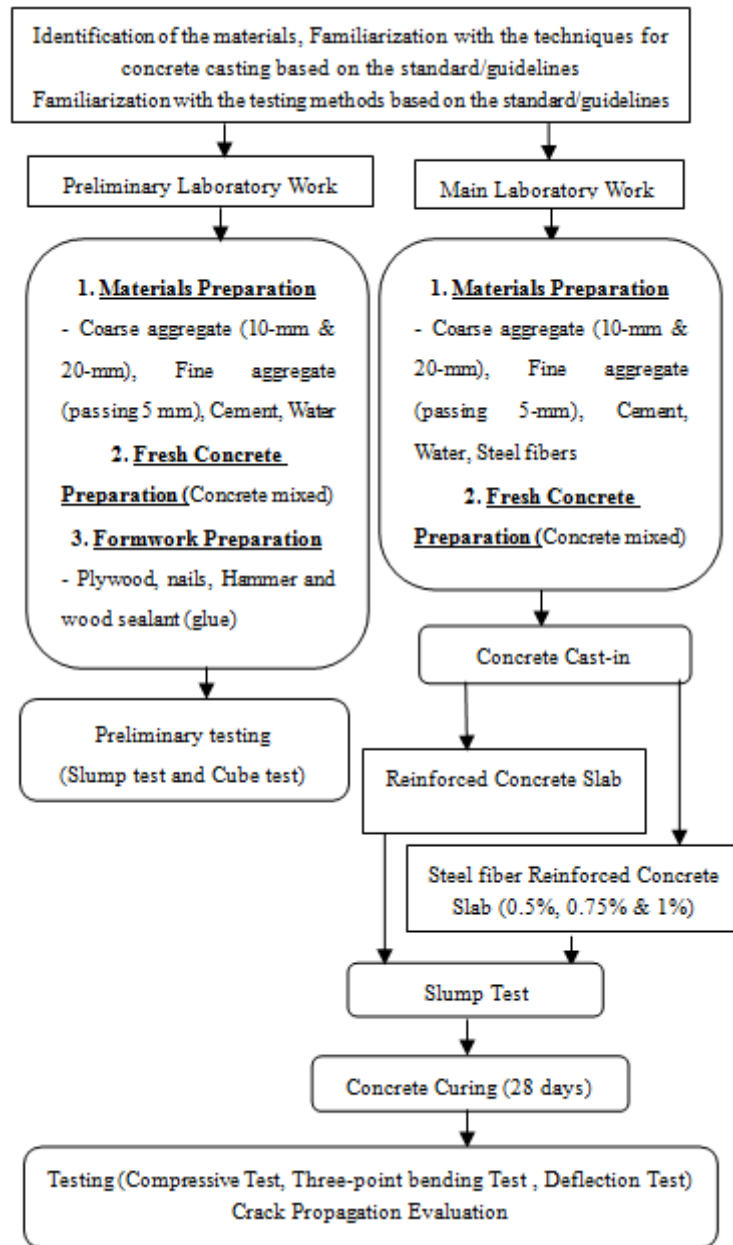 Identification of the materials, Familiarization with the techniques for
concrete casting based on the standard/guidelines
Familiarization with the testing methods based on the standard/guidelines
Preliminary Laboratory Work
Main Laboratory Work
1. Materials Preparation
- Coarse aggregate (10-mm &
20-mm), Fine aggregate
(passing 5 mm), Cement, Water
2. Fresh Concrete
Preparation (Concrete mixed)
3. Formwork Preparation
- Plywood, nails, Hammer and
wood sealant (glue)
1. Materials Preparation
- Coarse aggregate (10-mm &
20-mm), Fine aggregate
(passing 5-mm), Cement,
Water, Steel fibers
2. Fresh Concrete
Preparation (Concrete mixed)
Preliminary testing
(Slump test and Cube test)
Concrete Cast-in
Reinforced Concrete Slab
Steel fiber Reinforced Concrete
Slab (0.5%, 0.75% & 1%)
Slump Test
Concrete Curing (28 days)
Testing (Compressive Test, Three-point bending Test , Deflection Test)
Crack Propagation Evaluation